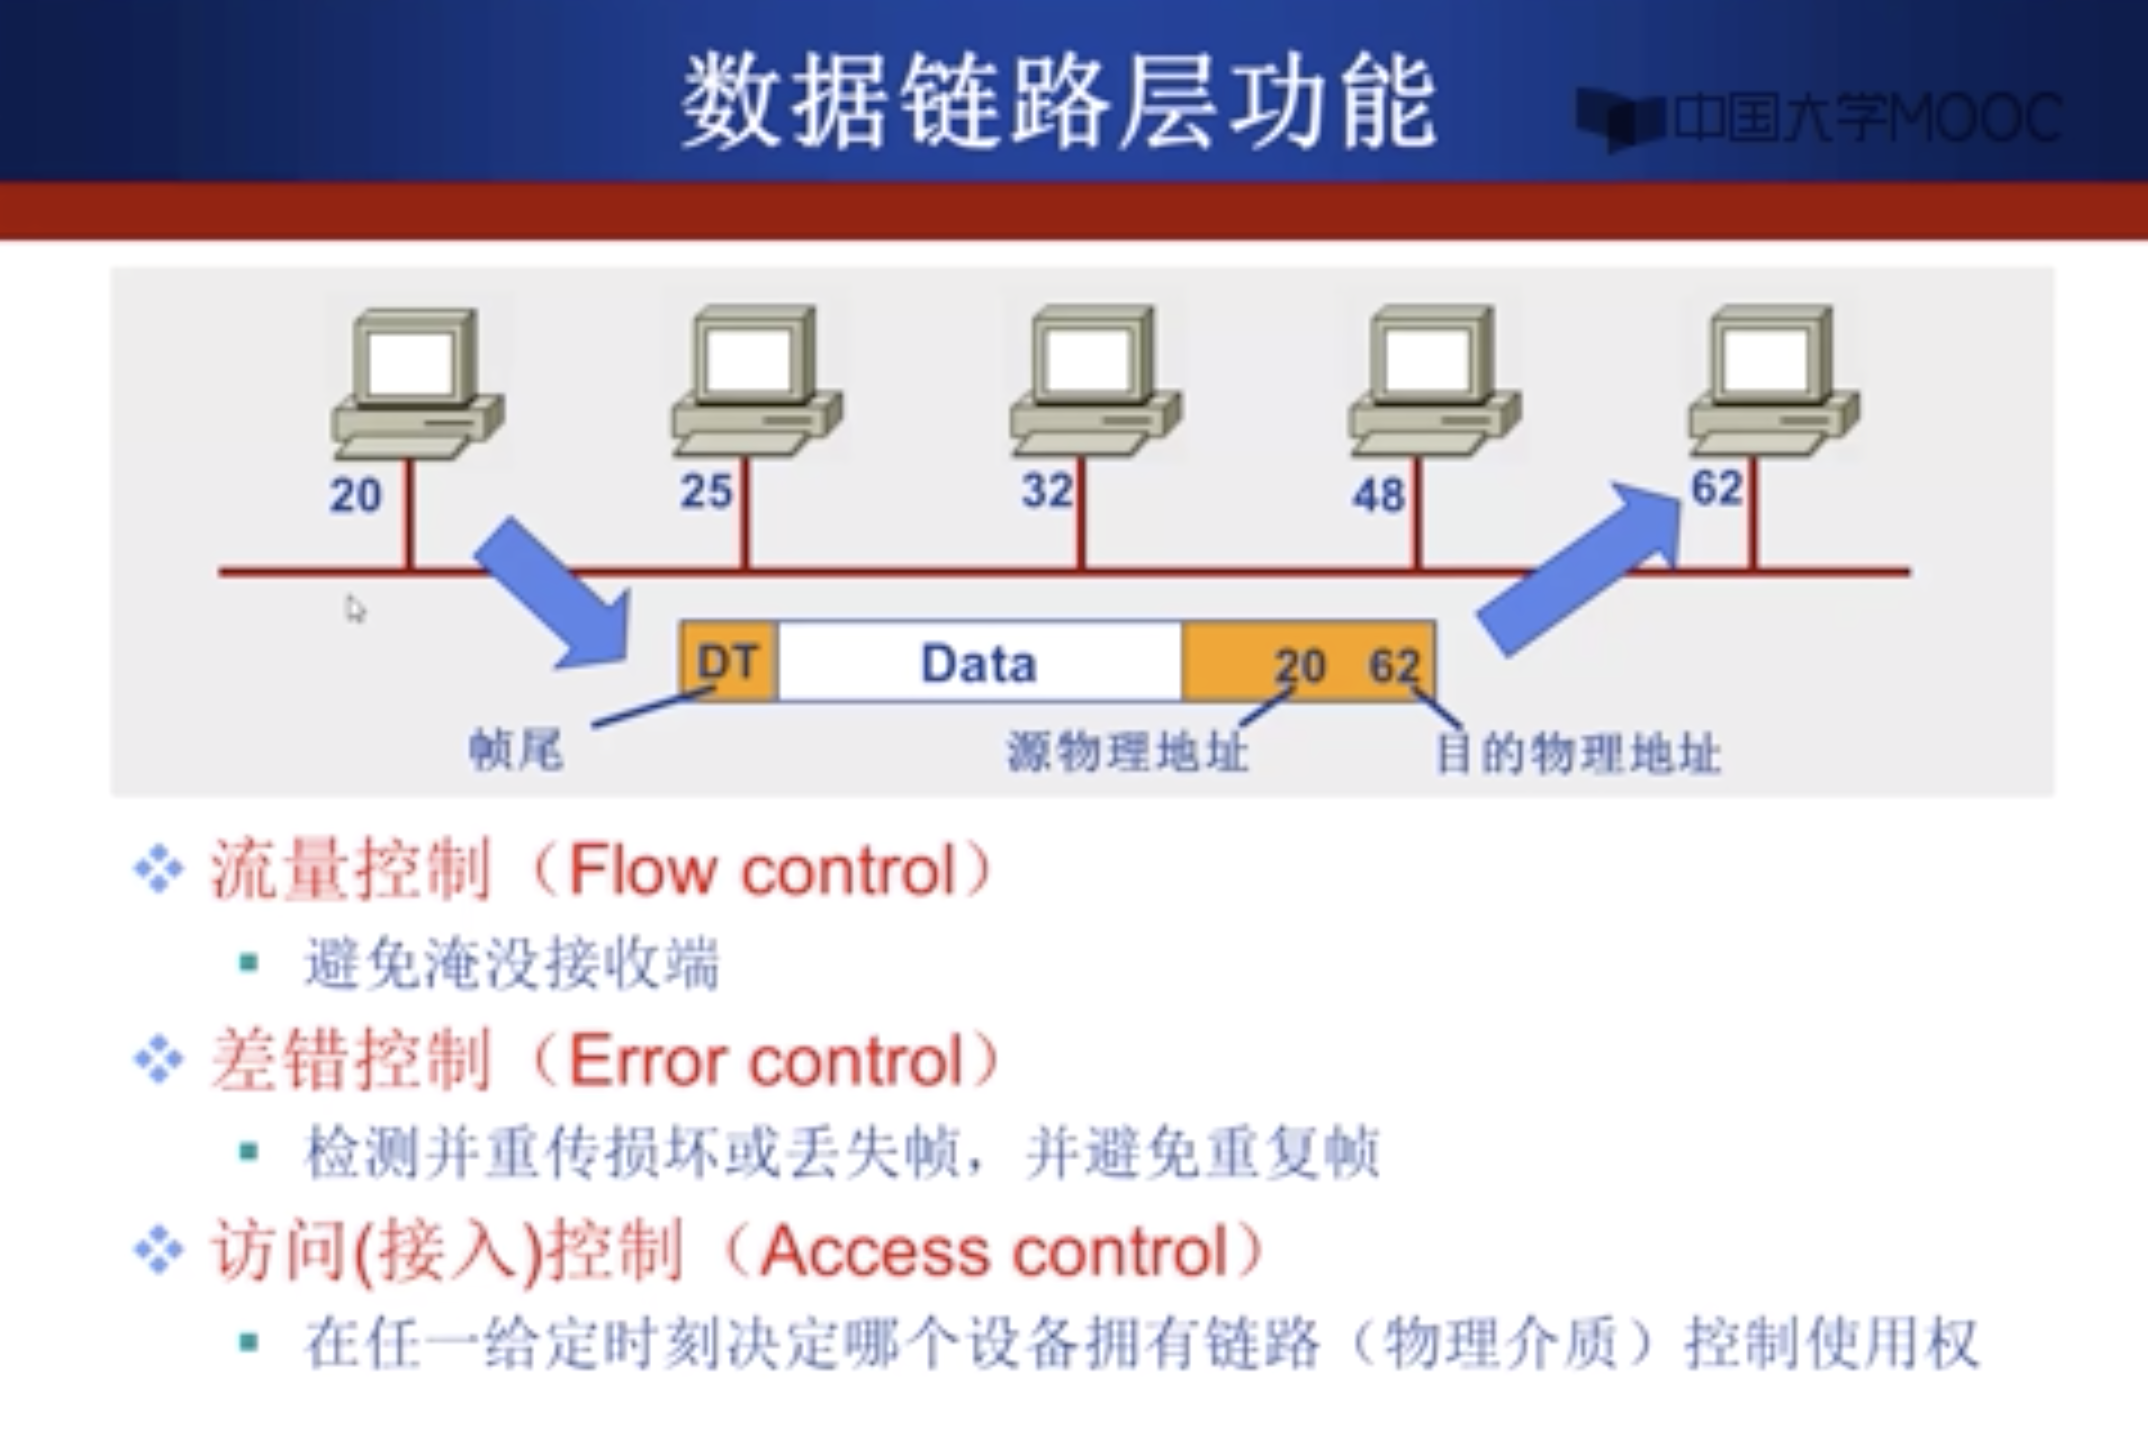 数据链路层功能
中国大学MOOC
20 25 32 48 62
DT Data 20 62
帧尾 源物理地址 目的物理地址
流量控制（Flow control）
避免淹没接收端
差错控制（Error control）
检测并重传损坏或丢失帧，并避免重复帧
访问(接入)控制（Access control）
在任一给定时刻决定哪个设备拥有链路（物理介质）控制使用权